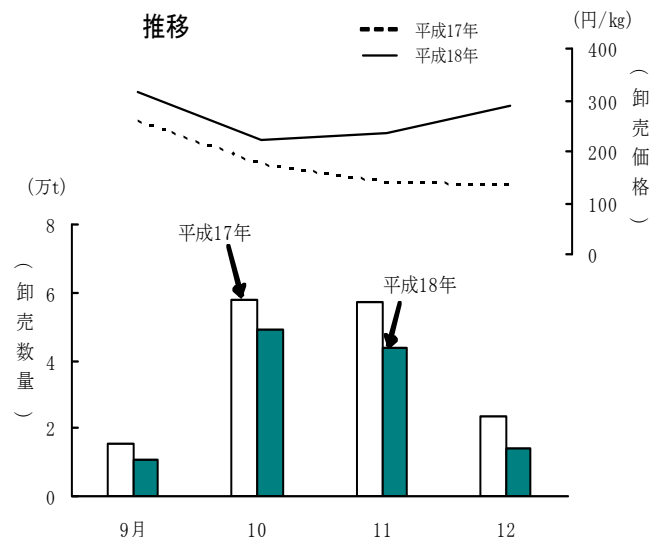 推移
平成17年
平成18年
(円/kg)
400
300
200
100
0
（卸売価格）
(万t)
8
6
4
2
0
（卸売数量）
平成17年
平成18年
9月 10 11 12